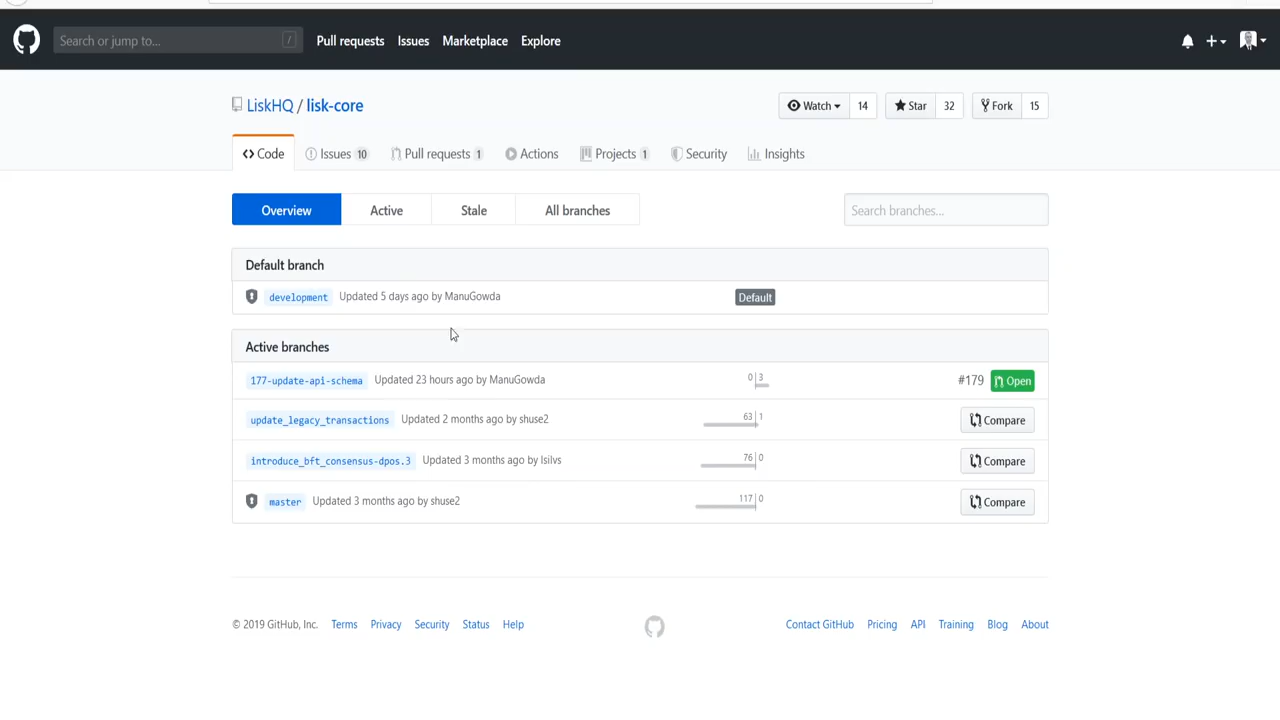 Search or jump to... / Pull requests Issues Marketplace Explore
LiskHQ / lisk-core Watch 14 Star 32 Fork 15
Code Issues 10 Pull requests 1 Actions Projects 1 Security Insights
Overview Active Stale All branches Search branches...
Default branch
development Updated 5 days ago by ManuGowda Default
Active branches
177-update-api-schema Updated 23 hours ago by ManuGowda 0 3 #179 Open
update_legacy_transactions Updated 2 months ago by shuse2 63 1 Compare
introduce_bft_consensus-dpos.3 Updated 3 months ago by lsilvs 76 0 Compare
master Updated 3 months ago by shuse2 117 0 Compare
© 2019 GitHub, Inc. Terms Privacy Security Status Help Contact GitHub Pricing API Training Blog About